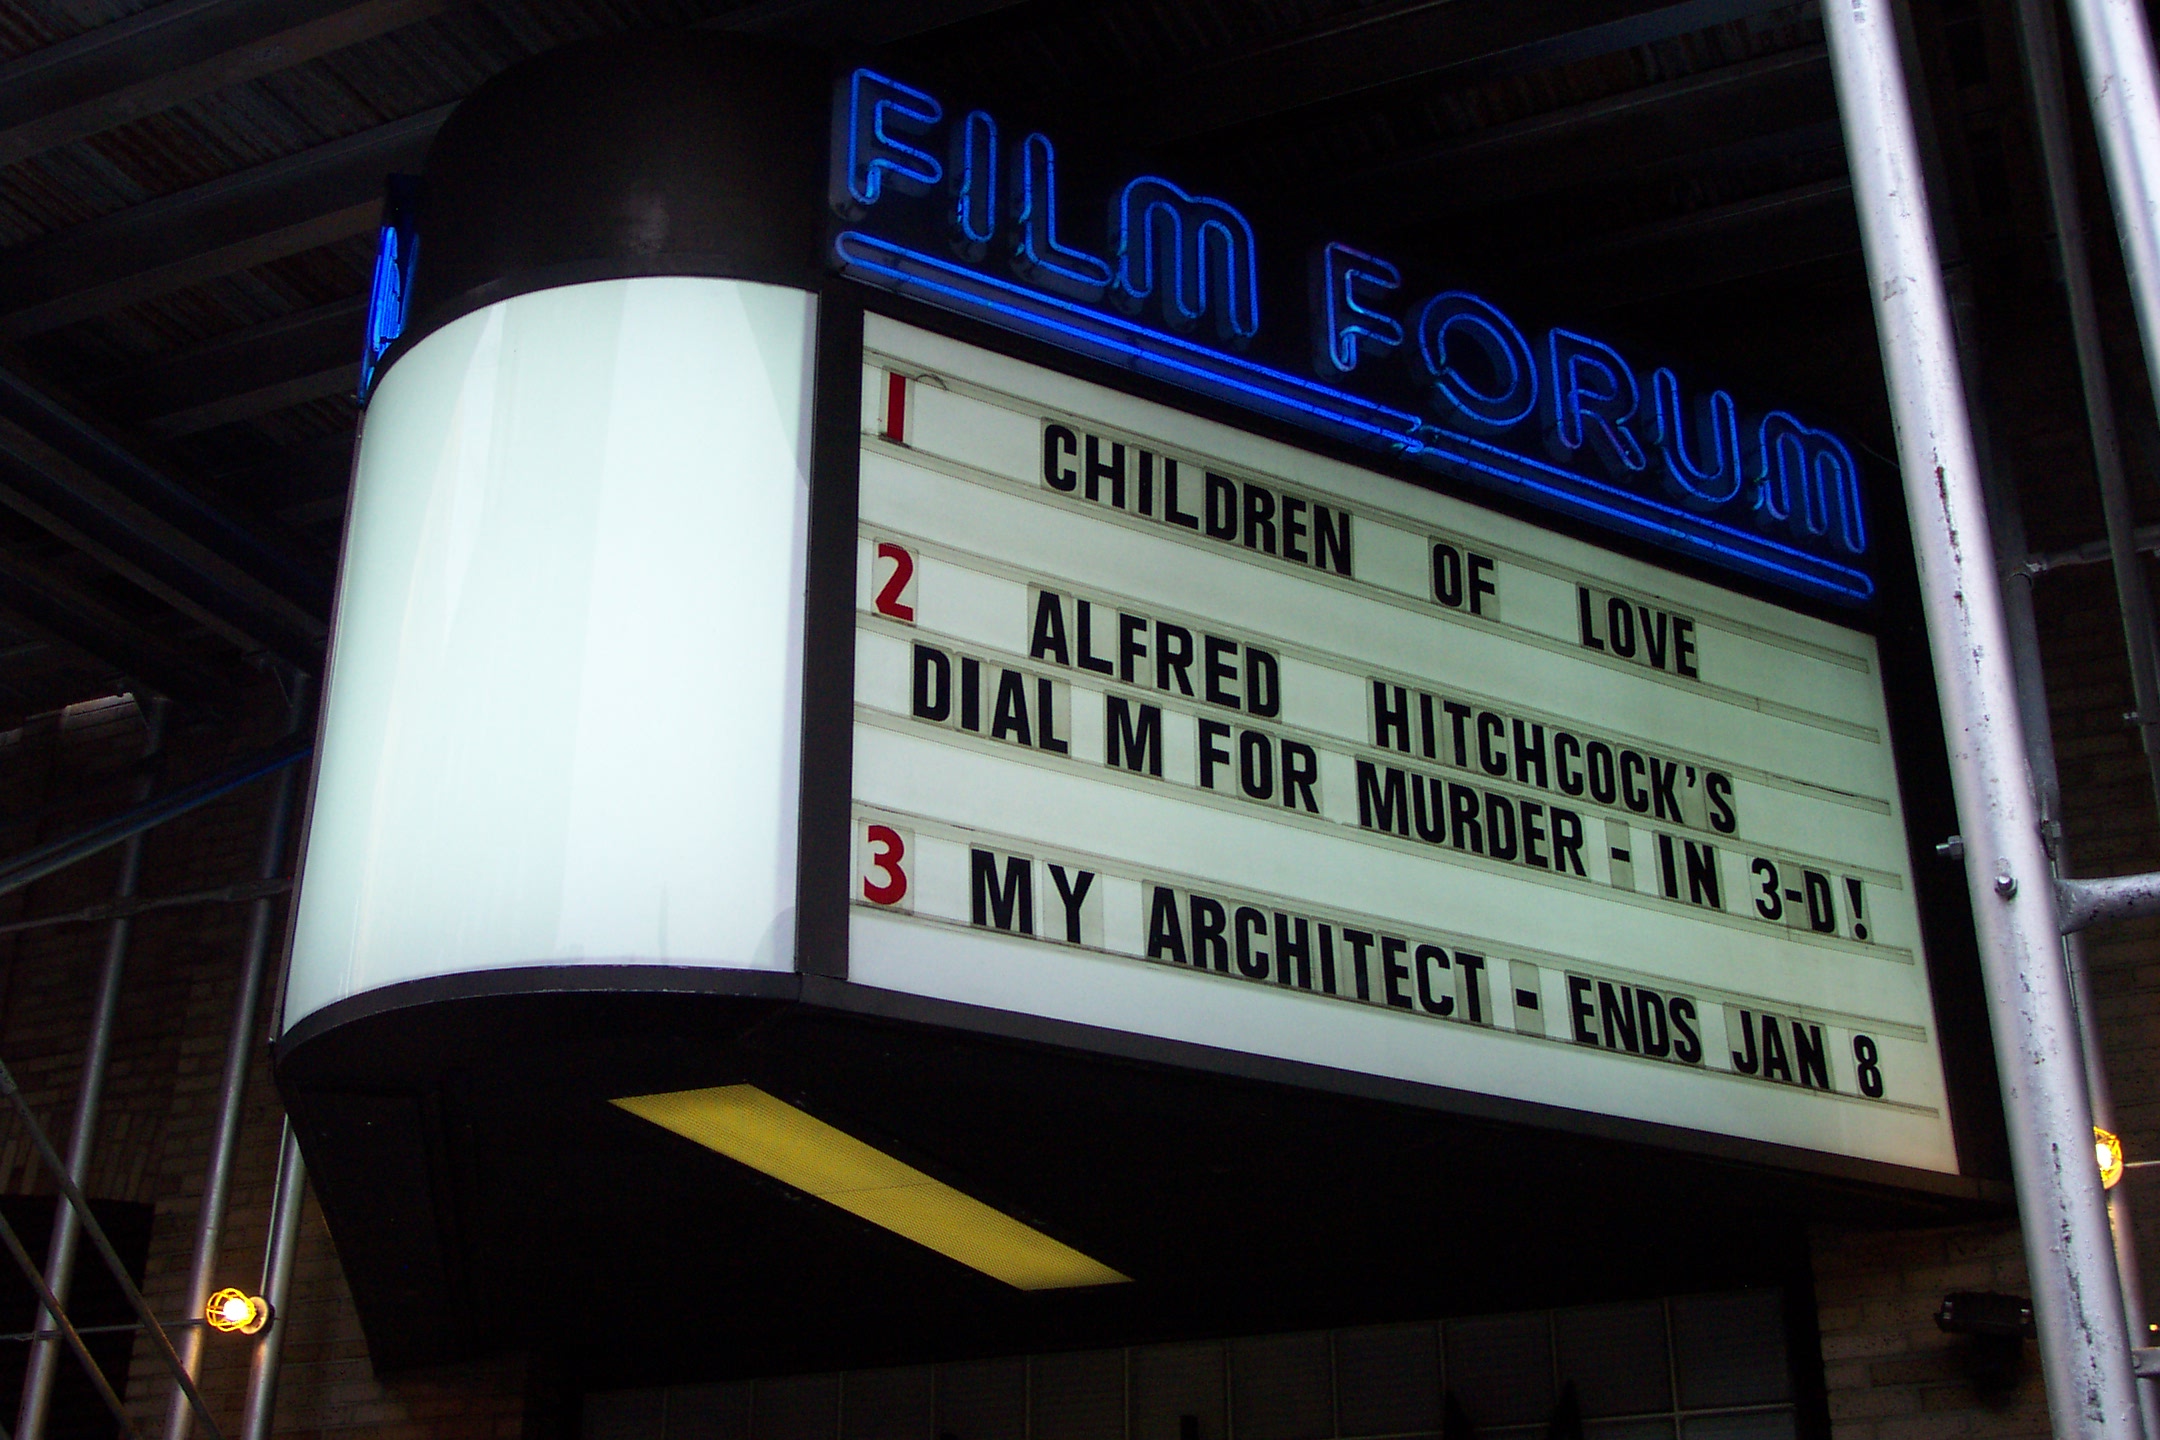 FILM FORUM
1 CHILDREN OF LOVE
2 ALFRED HITCHCOCK'S
DIAL M FOR MURDER - IN 3-D!
3 MY ARCHITECT - ENDS JAN 8